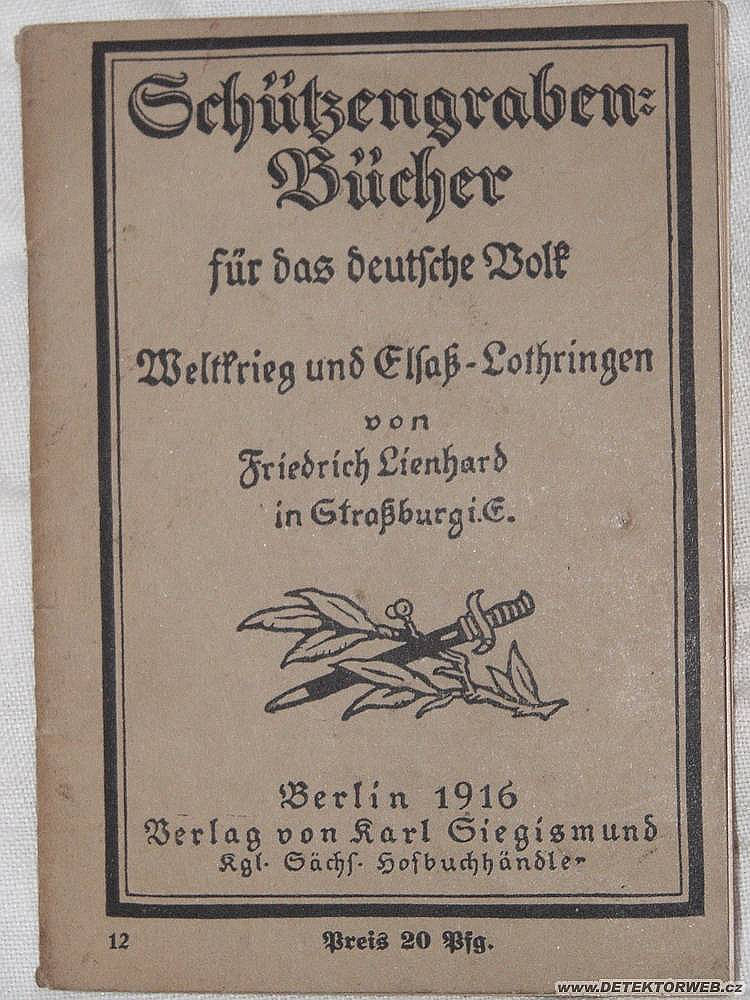 Schützengraben-
Bücher
für das deutsche Volk
Weltkrieg und Elsaß-Lothringen
von
Friedrich Lienhard
in Straßburg i. E.
Berlin 1916
Verlag von Karl Siegismund
Kgl. Sächs. Hofbuchhändler
12 Preis 20 Pfg.
www.DETEKTORWEB.cz